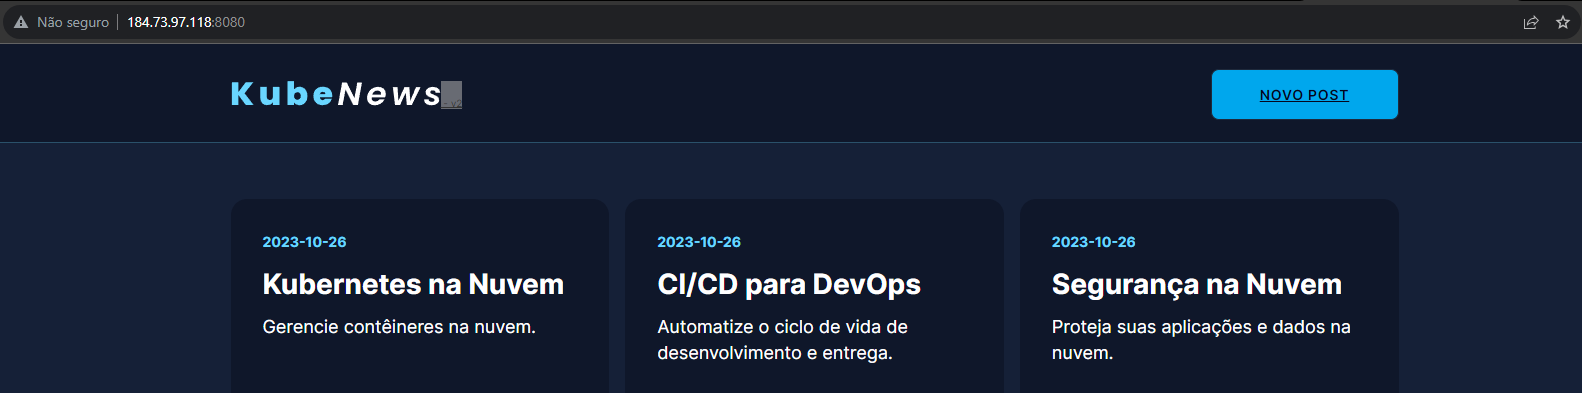 Não seguro 184.73.97.118:8080
KubeNews - v2
NOVO POST
2023-10-26
Kubernetes na Nuvem
Gerencie contêineres na nuvem.
2023-10-26
CI/CD para DevOps
Automatize o ciclo de vida de
desenvolvimento e entrega.
2023-10-26
Segurança na Nuvem
Proteja suas aplicações e dados na
nuvem.